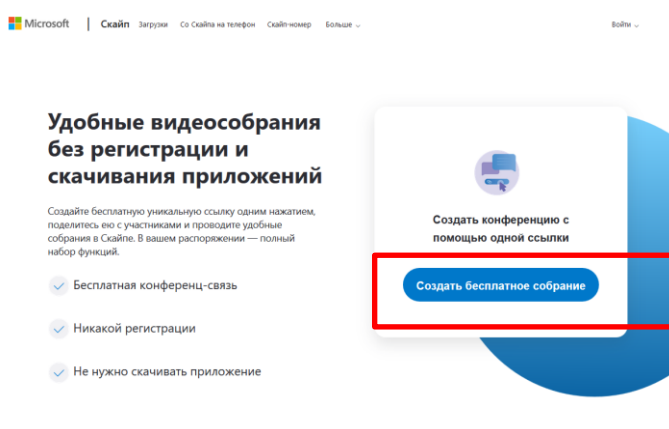 Microsoft | Скайп Загрузки Со Скайпа на телефон Скайп-номер Больше Войти
Удобные видеособрания
без регистрации и
скачивания приложений
Создайте бесплатную уникальную ссылку одним нажатием,
поделитесь ею с участниками и проводите удобные
собрания в Скайпе. В вашем распоряжении — полный
набор функций.
Бесплатная конференц-связь
Никакой регистрации
Не нужно скачивать приложение
Создать конференцию с
помощью одной ссылки
Создать бесплатное собрание